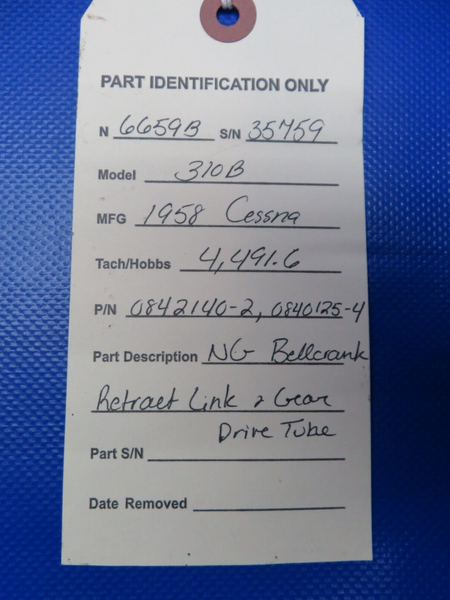 PART IDENTIFICATION ONLY
N 6659B S/N 35759
Model 310B
MFG 1958 Cessna
Tach/Hobbs 4,491.6
P/N 0842140-2, 0840125-4
Part Description NG Bellcrank
Retract Link & Gear
Drive Tube
Part S/N
Date Removed